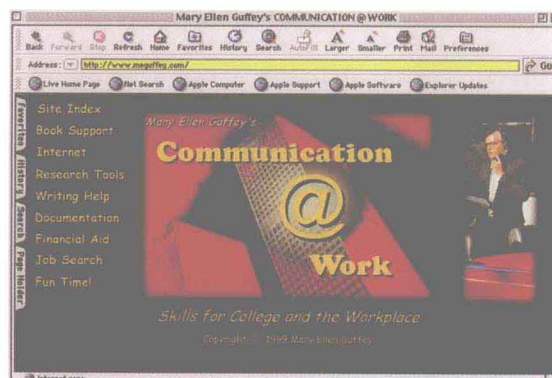 Mary Ellen Guffey's COMMUNICATION @ WORK
Back Forward Stop Refresh Home Favorites History Search AutoFill Larger Smaller Print Mail Preferences
Address: http://www.meguffey.com/ Go
Live Home Page Net Search Apple Computer Apple Support Apple Software Explorer Updates
Favorites
History
Search
Page Holder
Site Index
Book Support
Internet
Research Tools
Writing Help
Documentation
Financial Aid
Job Search
Fun Time!
Mary Ellen Guffey's
Communication
@
Work
Skills for College and the Workplace
Copyright © 1999 Mary Ellen Guffey
Internet zone